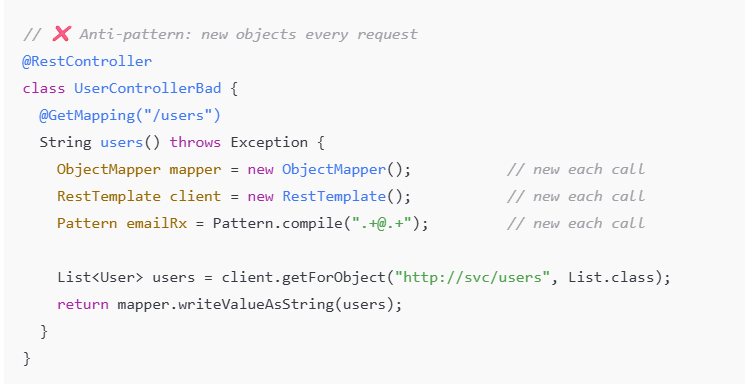 // ❌ Anti-pattern: new objects every request
@RestController
class UserControllerBad {
  @GetMapping("/users")
  String users() throws Exception {
    ObjectMapper mapper = new ObjectMapper();           // new each call
    RestTemplate client = new RestTemplate();           // new each call
    Pattern emailRx = Pattern.compile(".+@.+");         // new each call

    List<User> users = client.getForObject("http://svc/users", List.class);
    return mapper.writeValueAsString(users);
  }
}